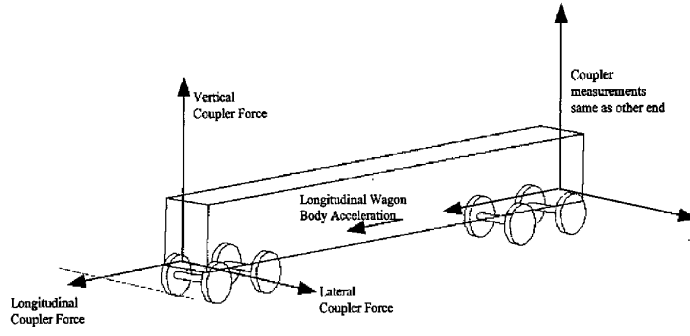 Vertical
Coupler Force
Coupler
measurements
same as other end
Longitudinal Wagon
Body Acceleration
Longitudinal
Coupler Force
Lateral
Coupler Force